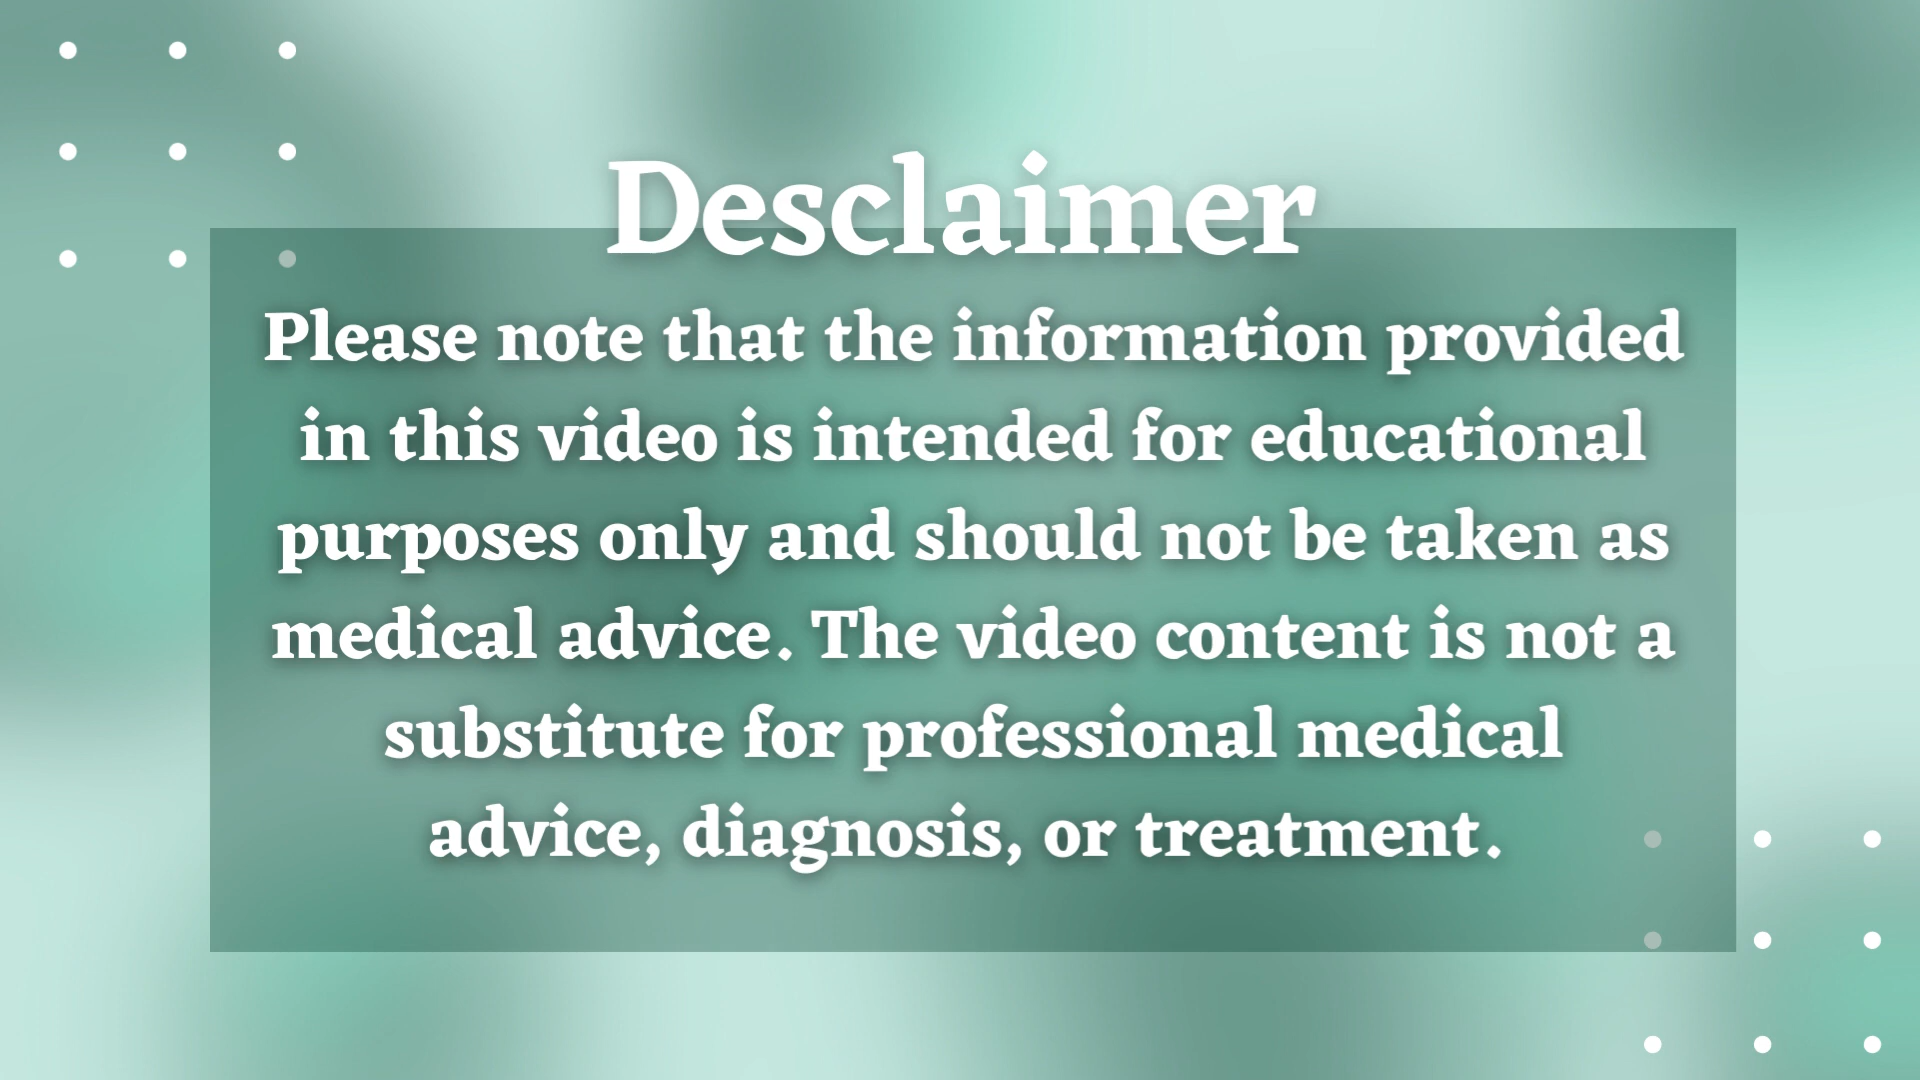 Desclaimer
Please note that the information provided
in this video is intended for educational
purposes only and should not be taken as
medical advice. The video content is not a
substitute for professional medical
advice, diagnosis, or treatment.